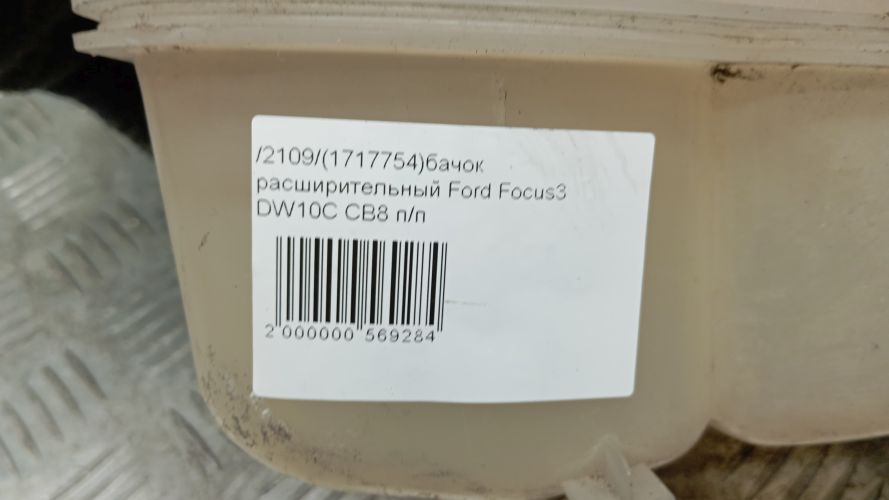 /2109/(1717754)бачок
расширительный Ford Focus3
DW10C CB8 п/п
2 000000 569284